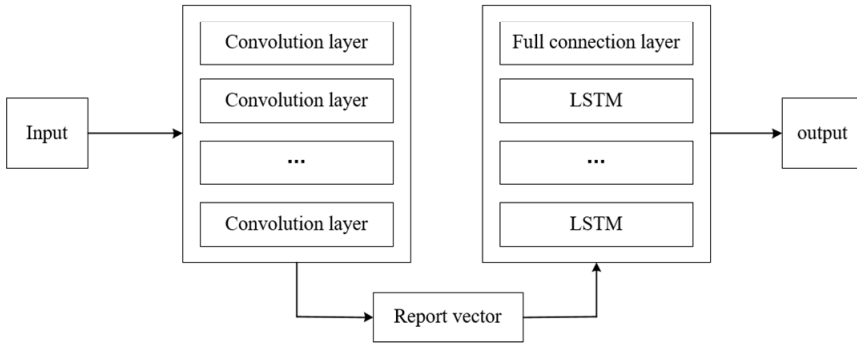 Input
Convolution layer
Convolution layer
...
Convolution layer
Report vector
Full connection layer
LSTM
...
LSTM
output